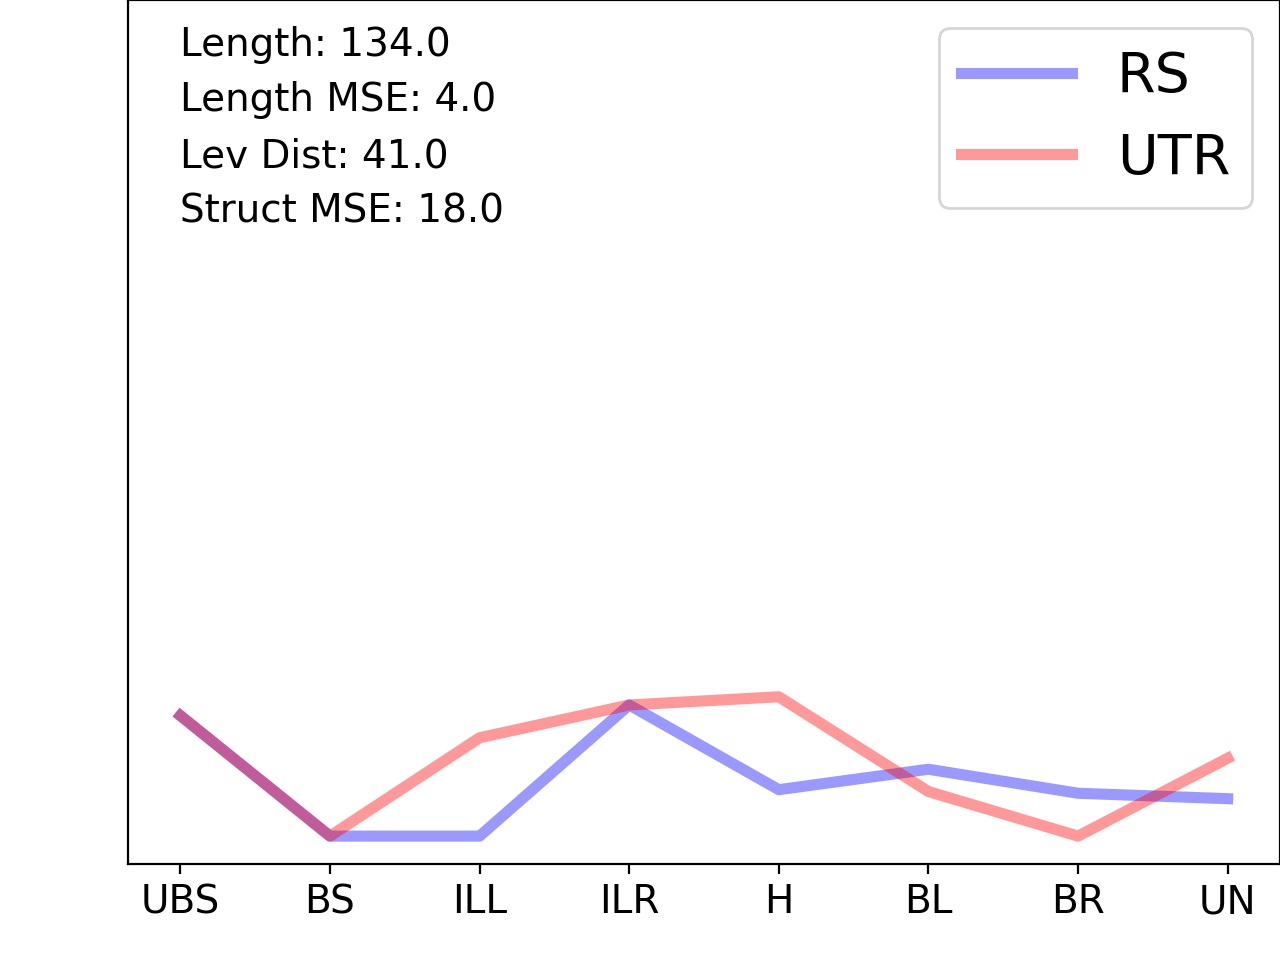 Length: 134.0
Length MSE: 4.0
Lev Dist: 41.0
Struct MSE: 18.0
RS
UTR
UBS BS ILL ILR H BL BR UN